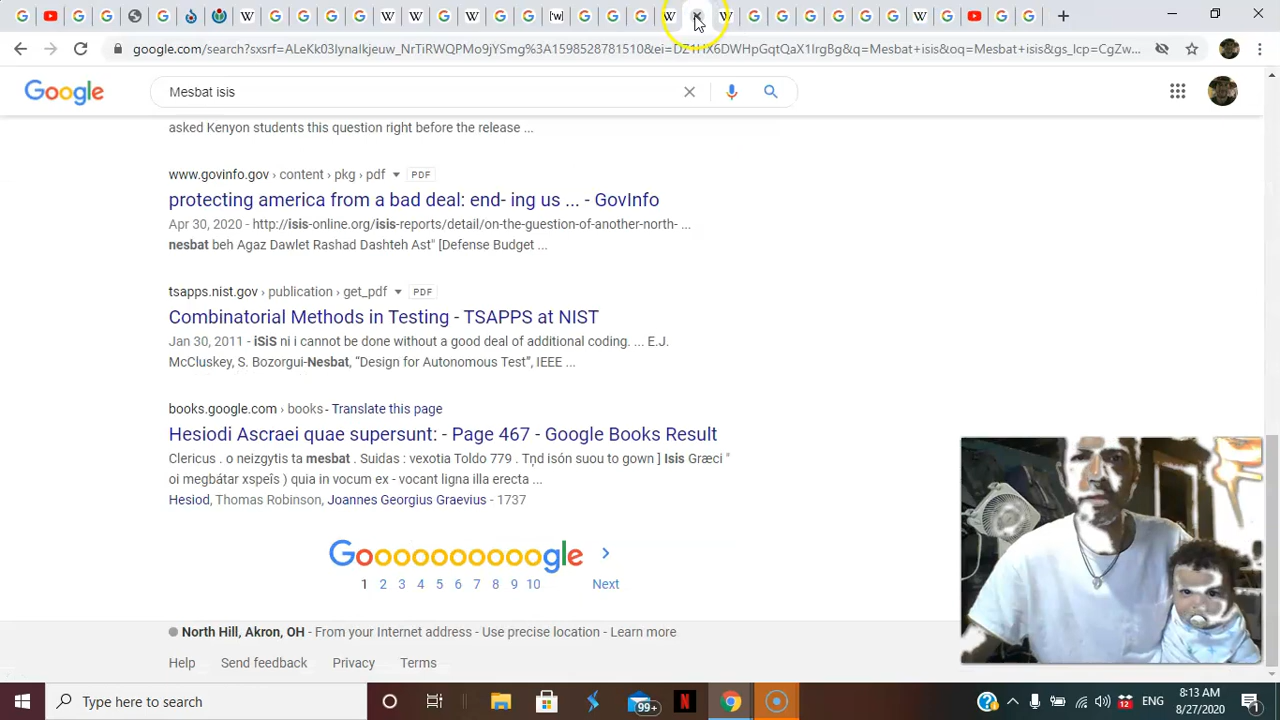 google.com/search?sxsrf=ALeKk03IynaIkjeuw_NrTiRWQPMo9jYSmg%3A1598528781510&ei=DZ1HX6DWHpGqtQaX1IrgBg&q=Mesbat+isis&oq=Mesbat+isis&gs_lcp=CgZw...
Google Mesbat isis
asked Kenyon students this question right before the release ...
www.govinfo.gov › content › pkg › pdf PDF
protecting america from a bad deal: end- ing us ... - GovInfo
Apr 30, 2020 - http://isis-online.org/isis-reports/detail/on-the-question-of-another-north- ...
nesbat beh Agaz Dawlet Rashad Dashteh Ast" [Defense Budget ...
tsapps.nist.gov › publication › get_pdf PDF
Combinatorial Methods in Testing - TSAPPS at NIST
Jan 30, 2011 - iSiS ni i cannot be done without a good deal of additional coding. ... E.J.
McCluskey, S. Bozorgui-Nesbat, “Design for Autonomous Test”, IEEE ...
books.google.com › books - Translate this page
Hesiodi Ascraei quae supersunt: - Page 467 - Google Books Result
Clericus . o neizgytis ta mesbat . Suidas : vexotia Toldo 779 . Tņd isón suou to gown ] Isis Græci "
oi megbátar xspeîs ) quia in vocum ex - vocant ligna illa erecta ...
Hesiod, Thomas Robinson, Joannes Georgius Graevius - 1737
Goooooooooogle
1 2 3 4 5 6 7 8 9 10 Next
North Hill, Akron, OH - From your Internet address - Use precise location - Learn more
Help Send feedback Privacy Terms
Type here to search
99+
N
12
ENG
8:13 AM
8/27/2020
1